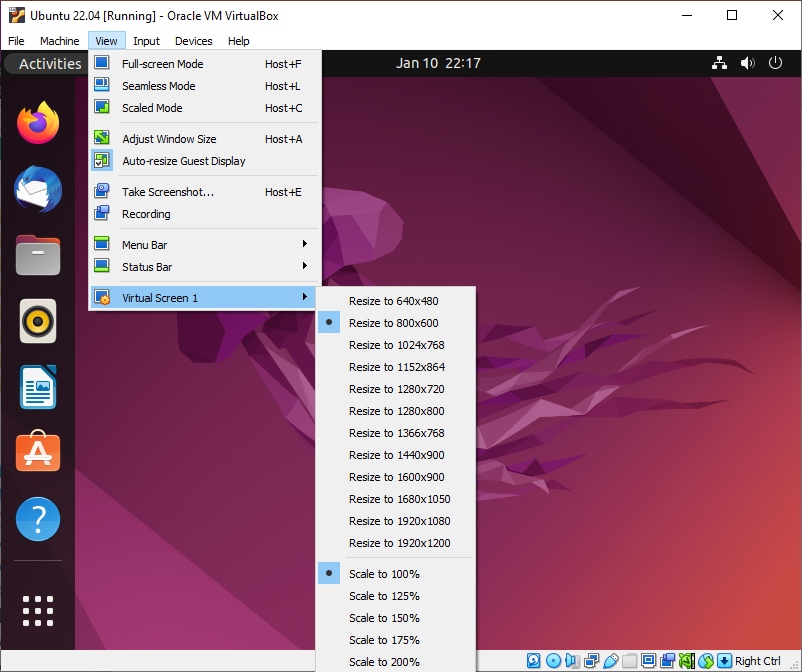 Ubuntu 22.04 [Running] - Oracle VM VirtualBox
File Machine View Input Devices Help
Activities
Jan 10 22:17
Full-screen Mode Host+F
Seamless Mode Host+L
Scaled Mode Host+C
Adjust Window Size Host+A
Auto-resize Guest Display
Take Screenshot... Host+E
Recording
Menu Bar
Status Bar
Virtual Screen 1
Resize to 640x480
Resize to 800x600
Resize to 1024x768
Resize to 1152x864
Resize to 1280x720
Resize to 1280x800
Resize to 1366x768
Resize to 1440x900
Resize to 1600x900
Resize to 1680x1050
Resize to 1920x1080
Resize to 1920x1200
Scale to 100%
Scale to 125%
Scale to 150%
Scale to 175%
Scale to 200%
Right Ctrl